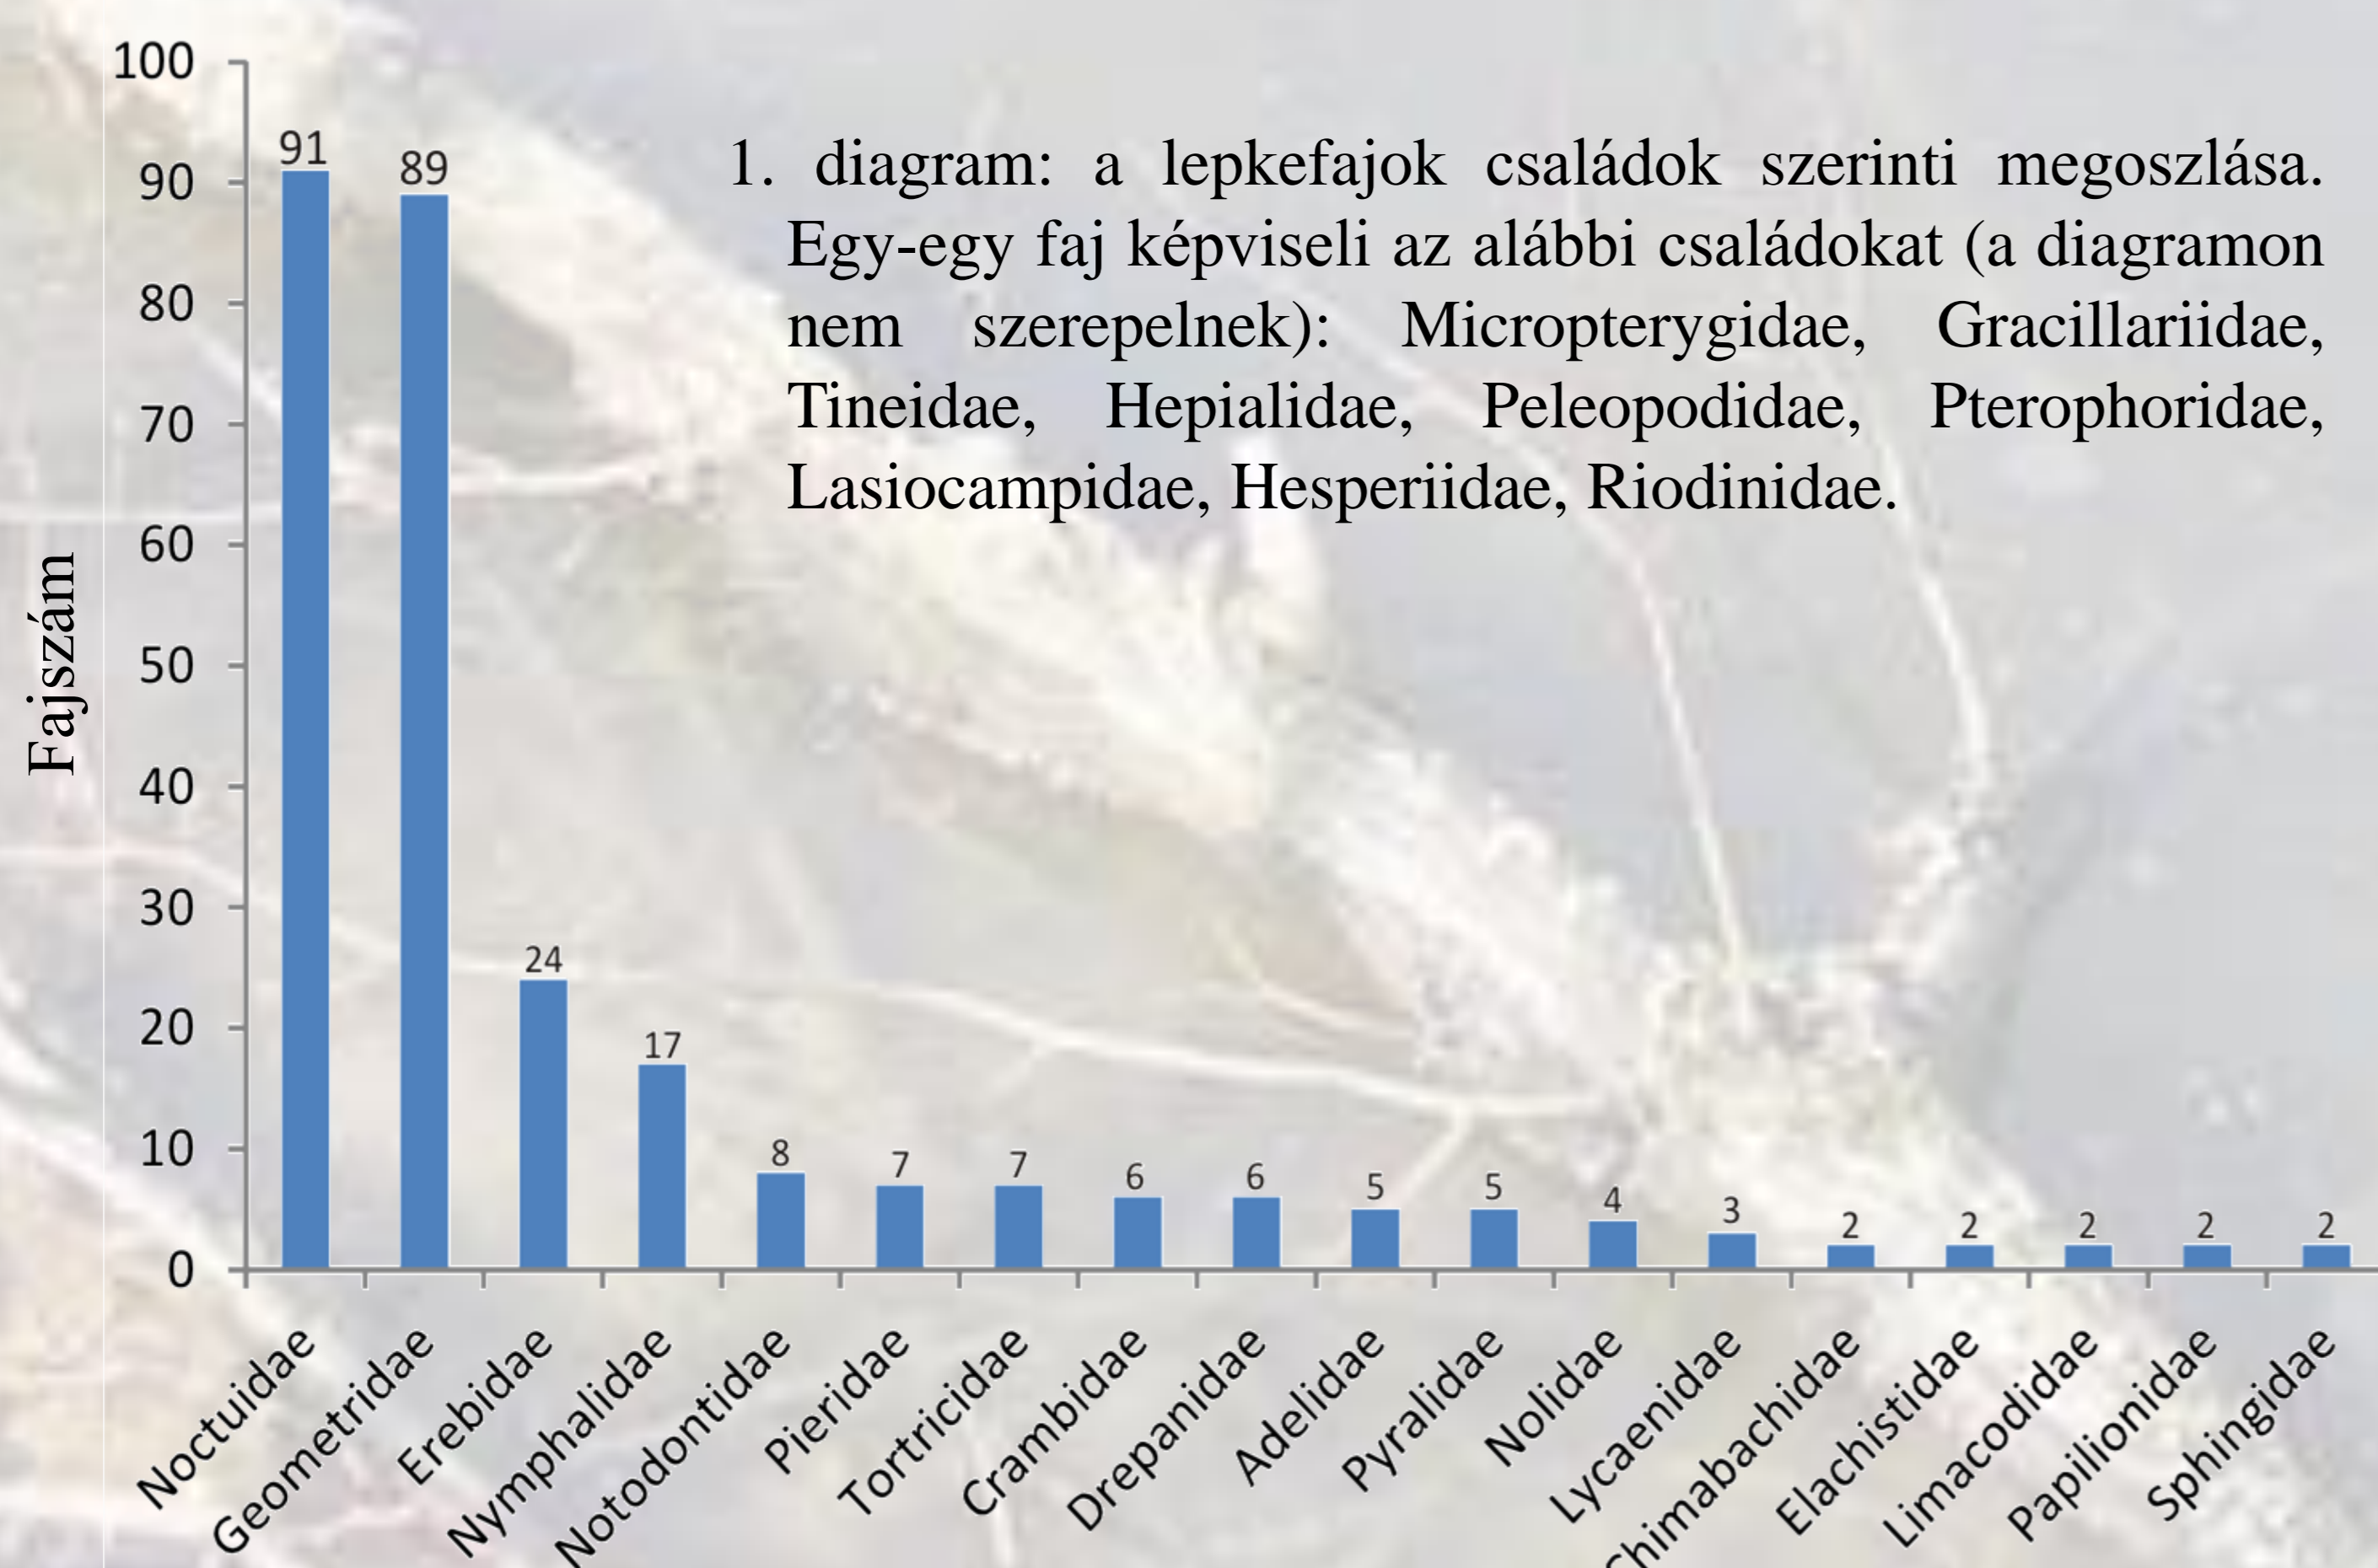 100
90
80
70
60
50
40
30
20
10
0
Fajszám
91
89
24
17
8
7
7
6
6
5
5
4
3
2
2
2
2
2
1. diagram: a lepkefajok családok szerinti megoszlása.
Egy-egy faj képviseli az alábbi családokat (a diagramon
nem szerepelnek): Micropterygidae, Gracillariidae,
Tineidae, Hepialidae, Peleopodidae, Pterophoridae,
Lasiocampidae, Hesperiidae, Riodinidae.
Noctuidae
Geometridae
Erebidae
Nymphalidae
Notodontidae
Pieridae
Tortricidae
Crambidae
Drepanidae
Adelidae
Pyralidae
Nolidae
Lycaenidae
Chimabachidae
Elachistidae
Limacodidae
Papilionidae
Sphingidae